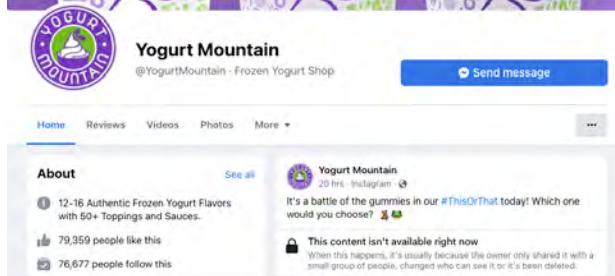 YOGURT
MOUNTAIN
Yogurt Mountain
@YogurtMountain · Frozen Yogurt Shop
Send message
Home Reviews Videos Photos More
About See all
12-16 Authentic Frozen Yogurt Flavors
with 50+ Toppings and Sauces.
79,359 people like this
76,677 people follow this
Yogurt Mountain
20 hrs · Instagram ·
It's a battle of the gummies in our #ThisOrThat today! Which one
would you choose?
This content isn't available right now
When this happens, it's usually because the owner only shared it with a
small group of people, changed who can see it or it's been deleted.